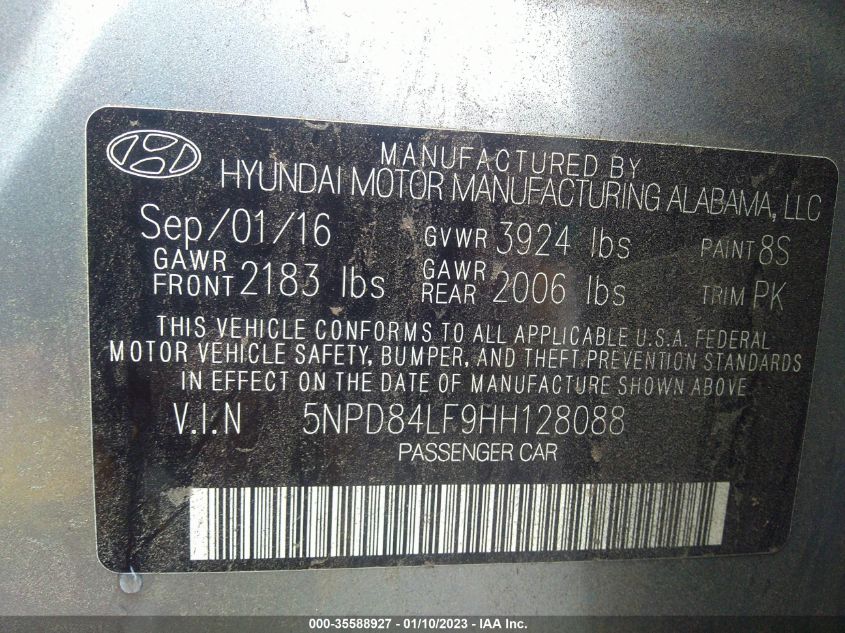 MANUFACTURED BY
HYUNDAI MOTOR MANUFACTURING ALABAMA, LLC
Sep/01/16 GVWR 3924 lbs PAINT 8S
GAWR FRONT 2183 lbs GAWR REAR 2006 lbs TRIM PK
THIS VEHICLE CONFORMS TO ALL APPLICABLE U.S.A. FEDERAL
MOTOR VEHICLE SAFETY, BUMPER, AND THEFT PREVENTION STANDARDS
IN EFFECT ON THE DATE OF MANUFACTURE SHOWN ABOVE
V.I.N 5NPD84LF9HH128088
PASSENGER CAR
000-35588927 - 01/10/2023 - IAA Inc.